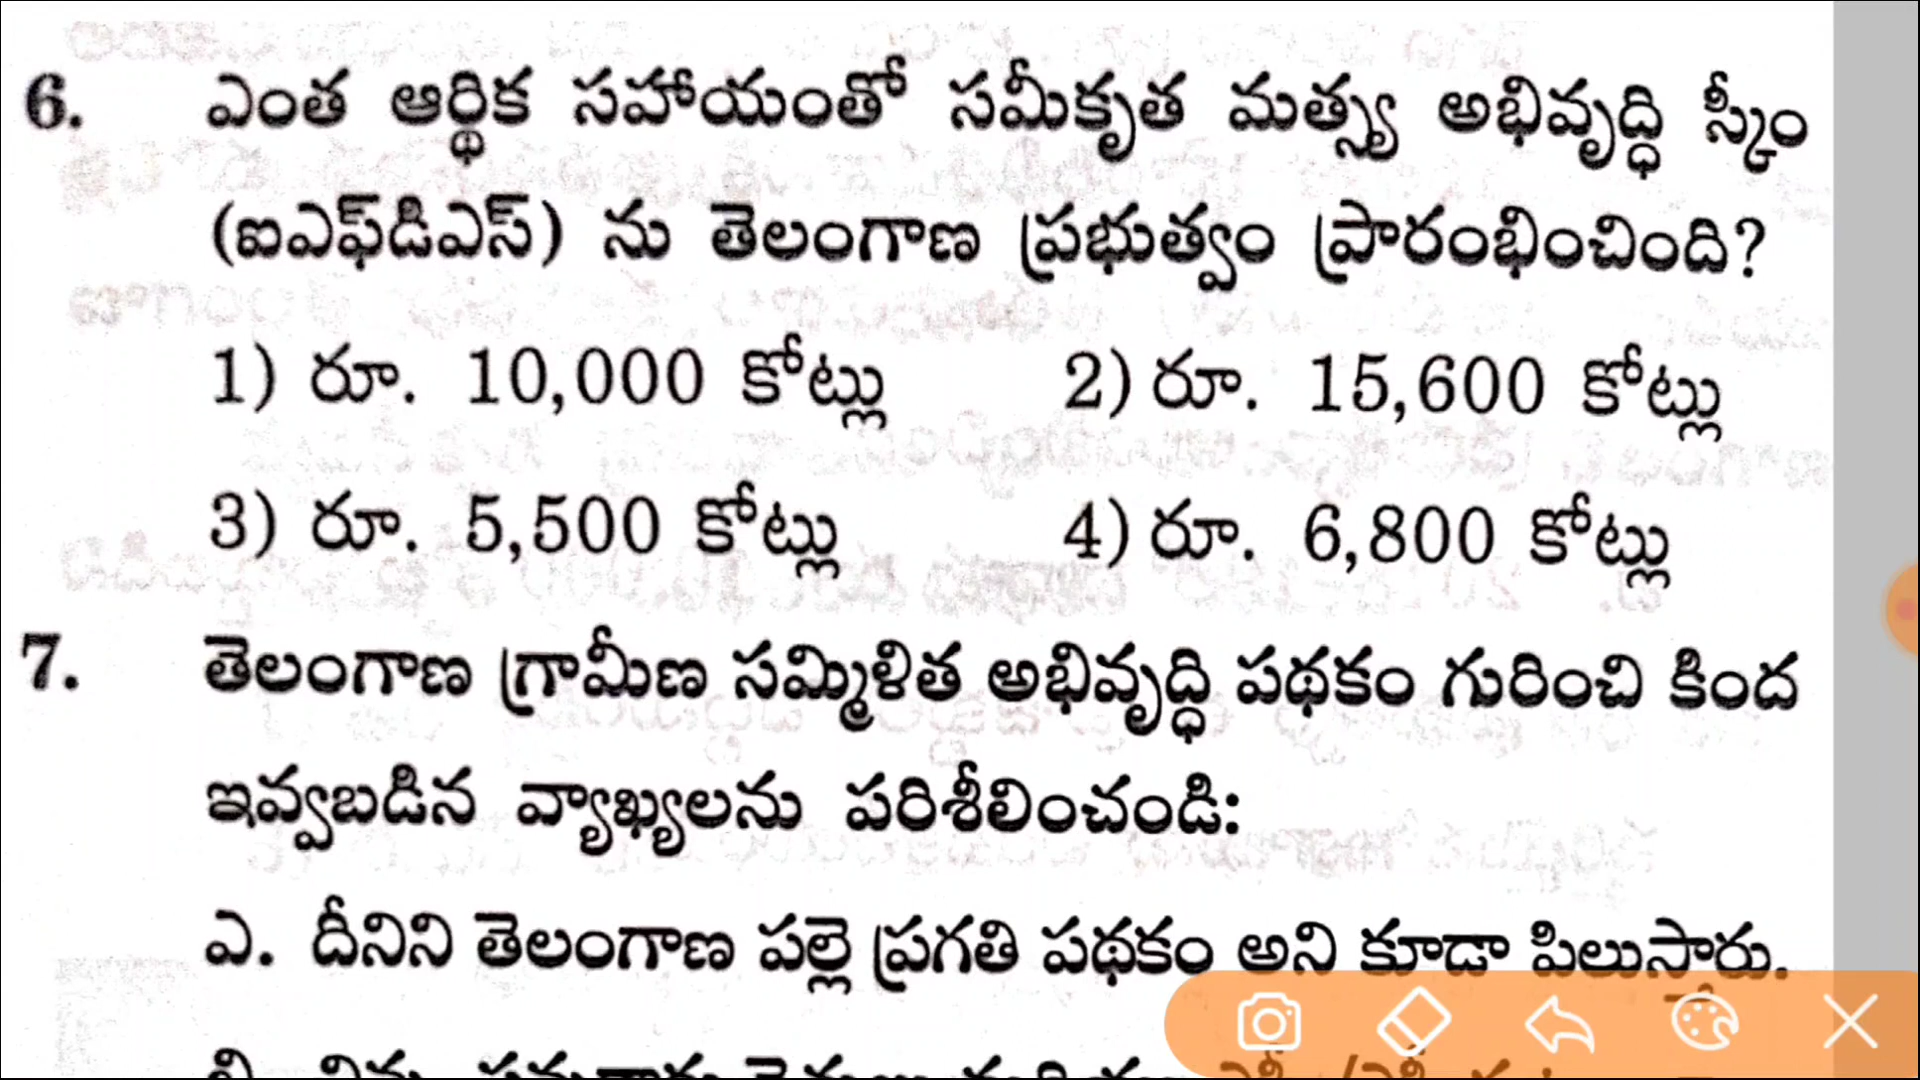 6. ఎంత ఆర్థిక సహాయంతో సమీకృత మత్స్య అభివృద్ధి స్కీం
(ఐఎఫ్‌డిఎస్) ను తెలంగాణ ప్రభుత్వం ప్రారంభించింది?
1) రూ. 10,000 కోట్లు 2) రూ. 15,600 కోట్లు
3) రూ. 5,500 కోట్లు 4) రూ. 6,800 కోట్లు
7. తెలంగాణ గ్రామీణ సమ్మిళిత అభివృద్ధి పథకం గురించి కింద
ఇవ్వబడిన వ్యాఖ్యలను పరిశీలించండి:
ఎ. దీనిని తెలంగాణ పల్లె ప్రగతి పథకం అని కూడా పిలుస్తారు.